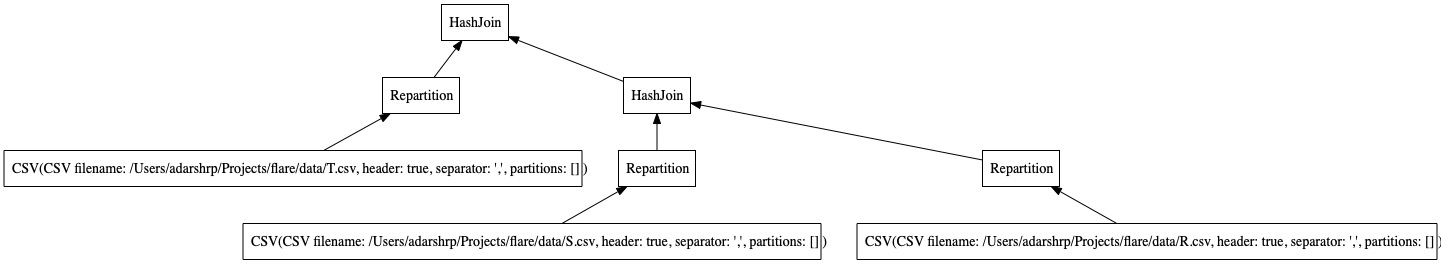 HashJoin
Repartition
HashJoin
CSV(CSV filename: /Users/adarshrp/Projects/flare/data/T.csv, header: true, separator: ',', partitions: [])
Repartition
Repartition
CSV(CSV filename: /Users/adarshrp/Projects/flare/data/S.csv, header: true, separator: ',', partitions: [])
CSV(CSV filename: /Users/adarshrp/Projects/flare/data/R.csv, header: true, separator: ',', partitions: [])